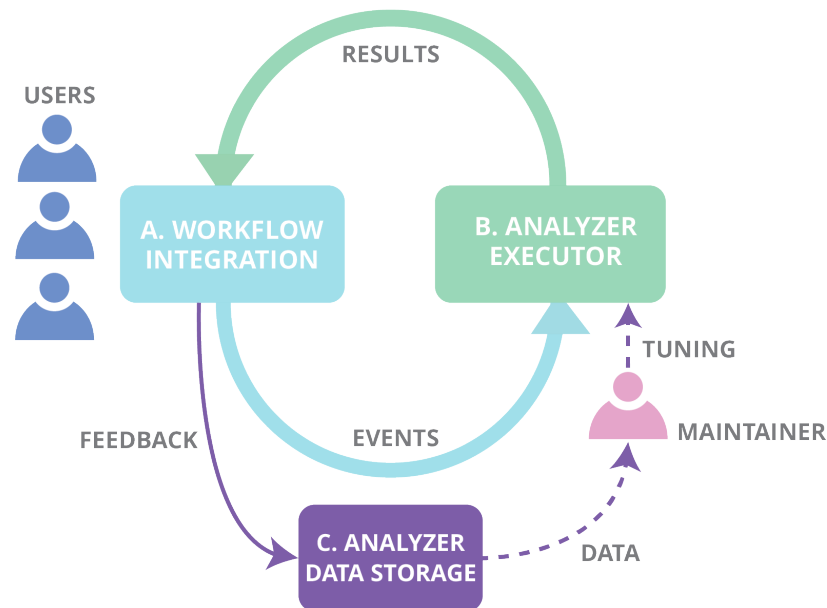 RESULTS
USERS
A. WORKFLOW
INTEGRATION
B. ANALYZER
EXECUTOR
TUNING
MAINTAINER
FEEDBACK
EVENTS
C. ANALYZER
DATA STORAGE
DATA